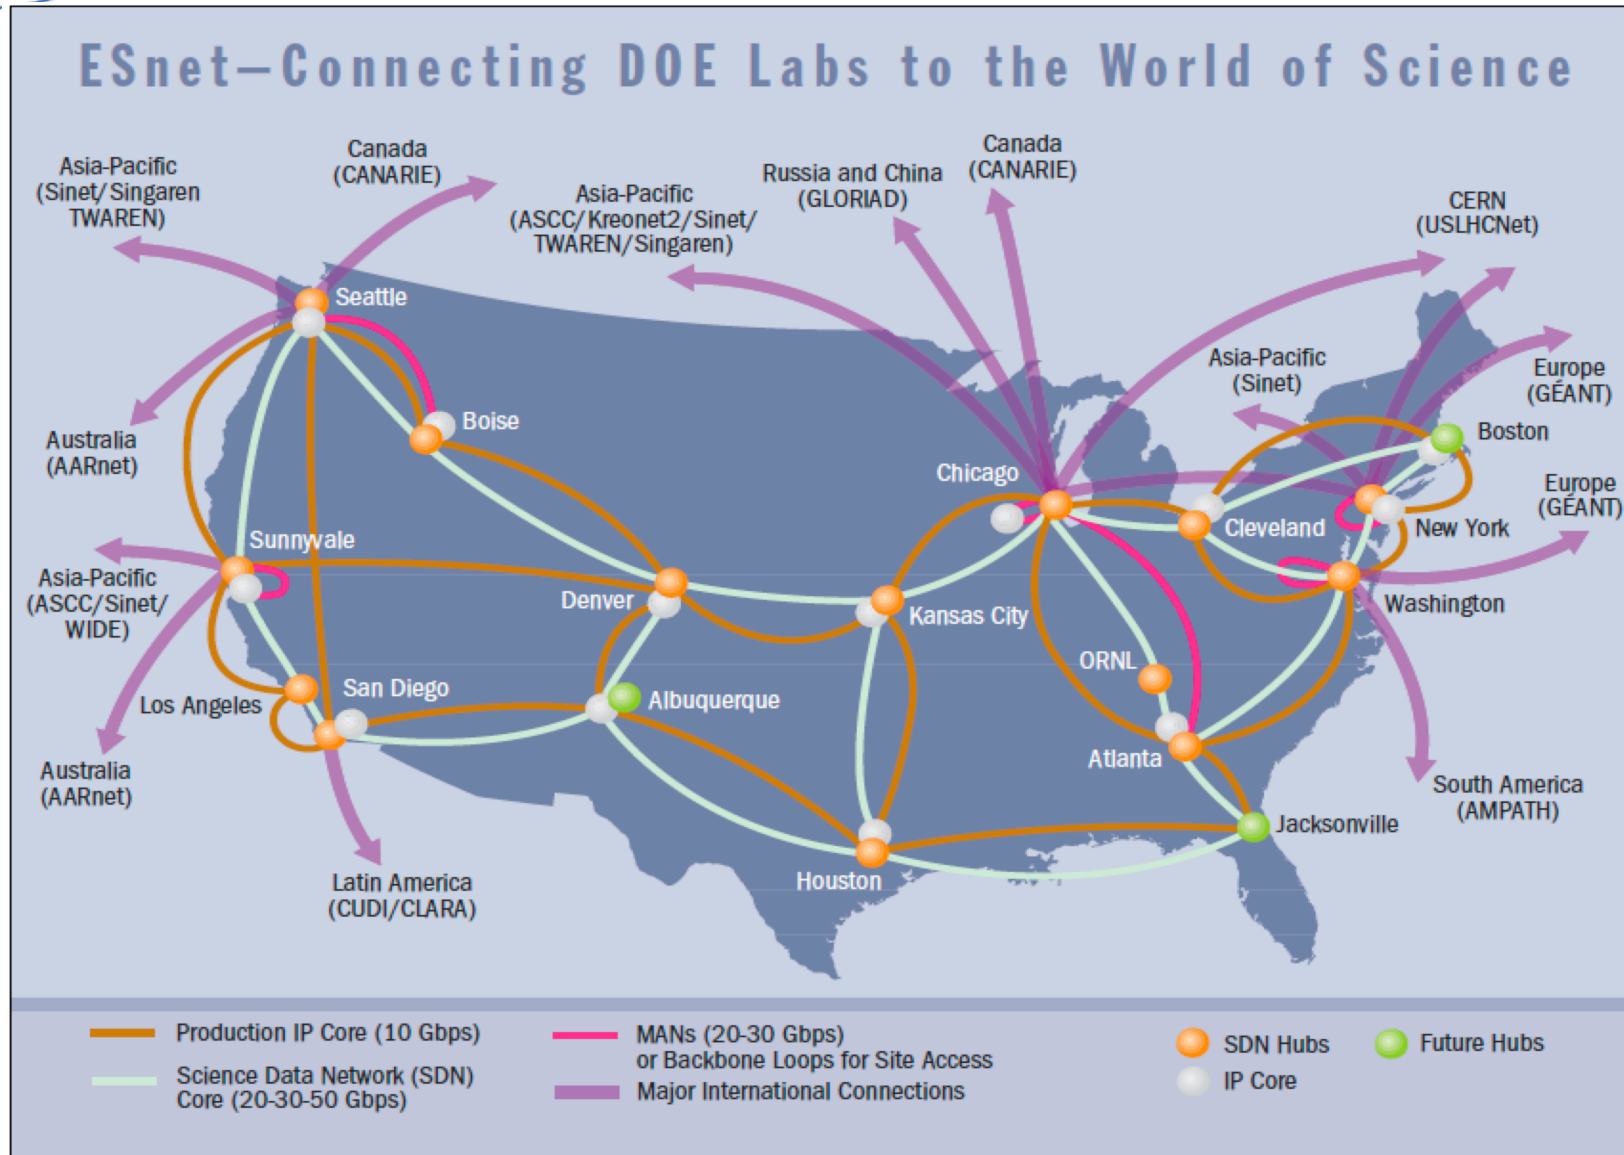 ESnet—Connecting DOE Labs to the World of Science
Asia-Pacific
(Sinet/Singaren
TWAREN)
Canada
(CANARIE)
Asia-Pacific
(ASCC/Kreonet2/Sinet/
TWAREN/Singaren)
Russia and China
(GLORIAD)
Canada
(CANARIE)
CERN
(USLHCNet)
Seattle
Asia-Pacific
(Sinet)
Europe
(GÉANT)
Australia
(AARnet)
Boise
Boston
Chicago
Europe
(GÉANT)
Cleveland
New York
Sunnyvale
Asia-Pacific
(ASCC/Sinet/
WIDE)
Denver
Kansas City
Washington
ORNL
Los Angeles
San Diego
Albuquerque
Atlanta
Australia
(AARnet)
South America
(AMPATH)
Jacksonville
Houston
Latin America
(CUDI/CLARA)
Production IP Core (10 Gbps)
Science Data Network (SDN)
Core (20-30-50 Gbps)
MANs (20-30 Gbps)
or Backbone Loops for Site Access
Major International Connections
SDN Hubs
IP Core
Future Hubs